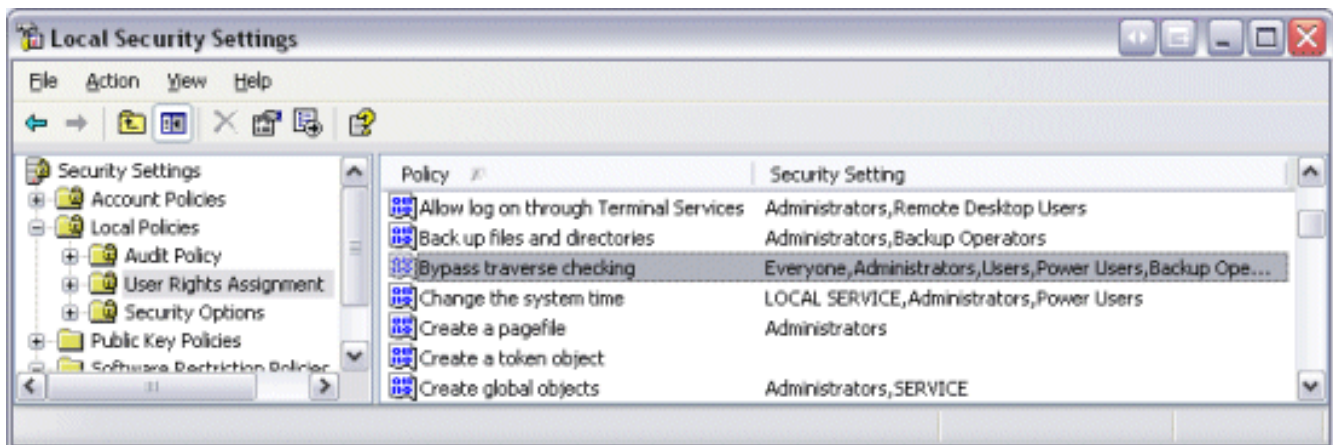 Local Security Settings
File Action View Help
Security Settings
Account Policies
Local Policies
Audit Policy
User Rights Assignment
Security Options
Public Key Policies
Software Restriction Policies
Policy Security Setting
Allow log on through Terminal Services Administrators,Remote Desktop Users
Back up files and directories Administrators,Backup Operators
Bypass traverse checking Everyone,Administrators,Users,Power Users,Backup Ope...
Change the system time LOCAL SERVICE,Administrators,Power Users
Create a pagefile Administrators
Create a token object
Create global objects Administrators,SERVICE